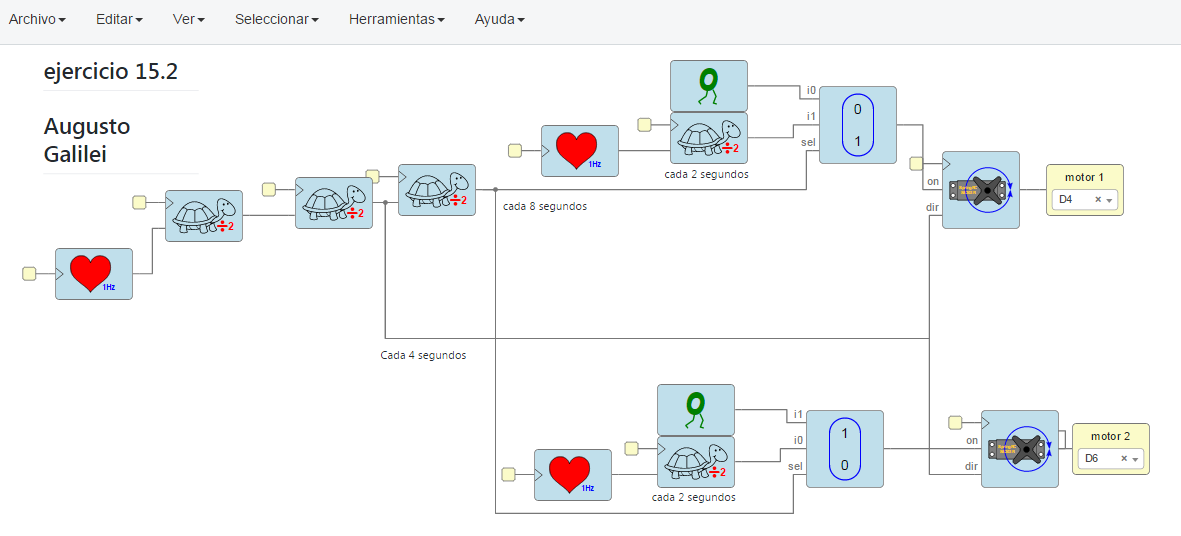 Archivo Editar Ver Seleccionar Herramientas Ayuda
ejercicio 15.2
Augusto
Galilei
1Hz
÷2
÷2
÷2
cada 8 segundos
Cada 4 segundos
1Hz
0
÷2
cada 2 segundos
i0
i1
sel
0
1
on
dir
motor 1
D4 ×
1Hz
0
÷2
cada 2 segundos
i1
i0
sel
1
0
on
dir
motor 2
D6 ×